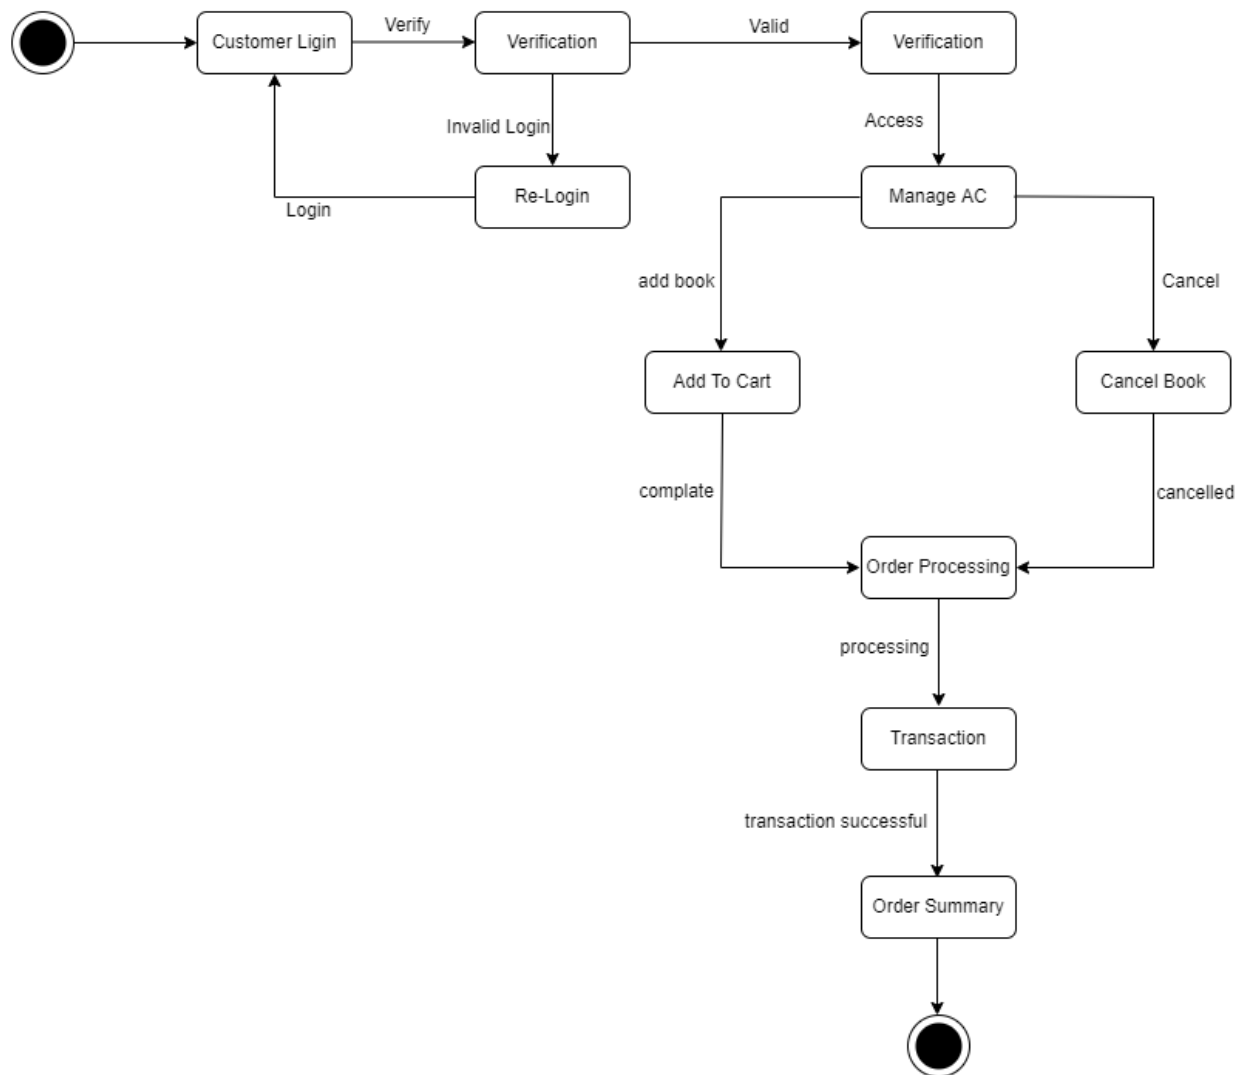 Customer Ligin
Verify
Verification
Valid
Verification
Invalid Login
Access
Re-Login
Login
Manage AC
add book
Cancel
Add To Cart
Cancel Book
complate
cancelled
Order Processing
processing
Transaction
transaction successful
Order Summary